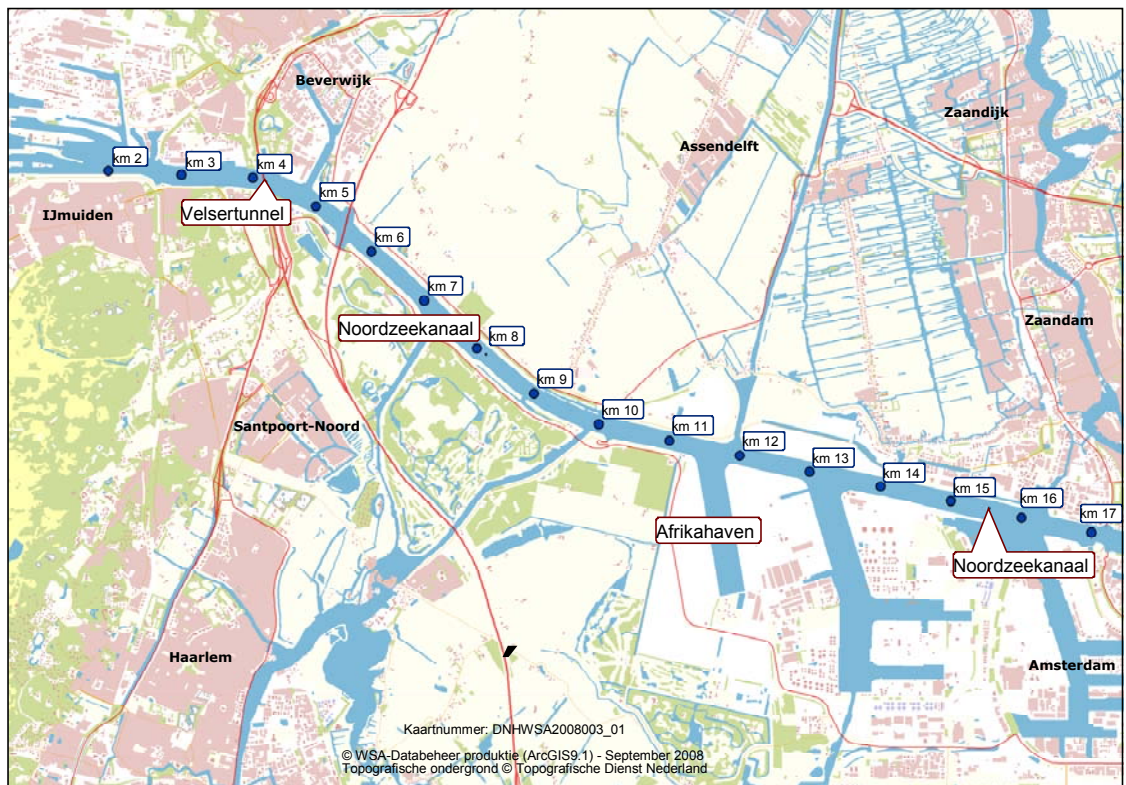 Beverwijk
Zaandijk
Assendelft
km 2
km 3
km 4
km 5
IJmuiden
Velsertunnel
km 6
km 7
Noordzeekanaal
km 8
Zaandam
km 9
Santpoort-Noord
km 10
km 11
km 12
km 13
km 14
km 15
km 16
km 17
Afrikahaven
Noordzeekanaal
Haarlem
Amsterdam
Kaartnummer: DNHWSA2008003_01
© WSA-Databeheer produktie (ArcGIS9.1) - September 2008
Topografische ondergrond © Topografische Dienst Nederland